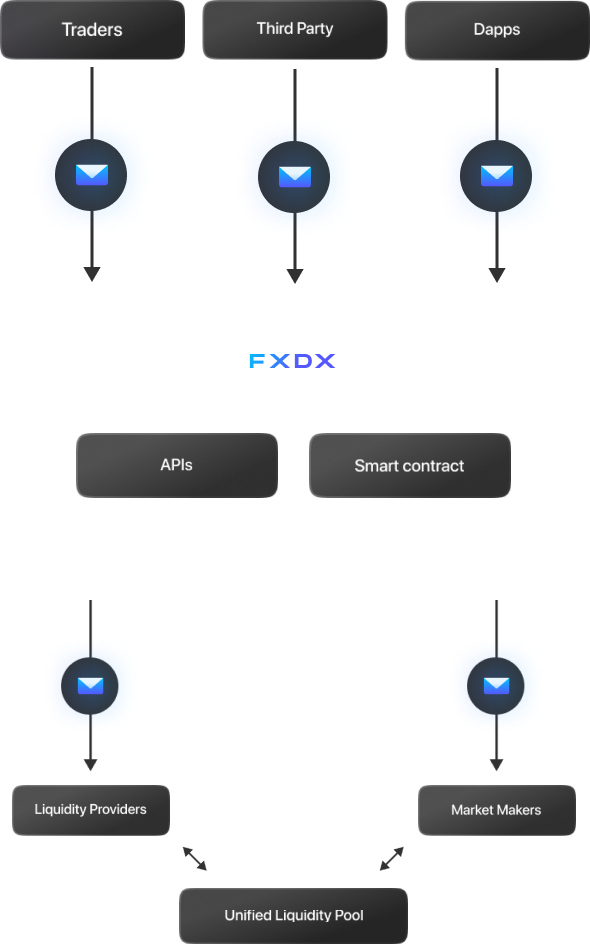 Traders
Third Party
Dapps
FXDX
APIs
Smart contract
Liquidity Providers
Market Makers
Unified Liquidity Pool